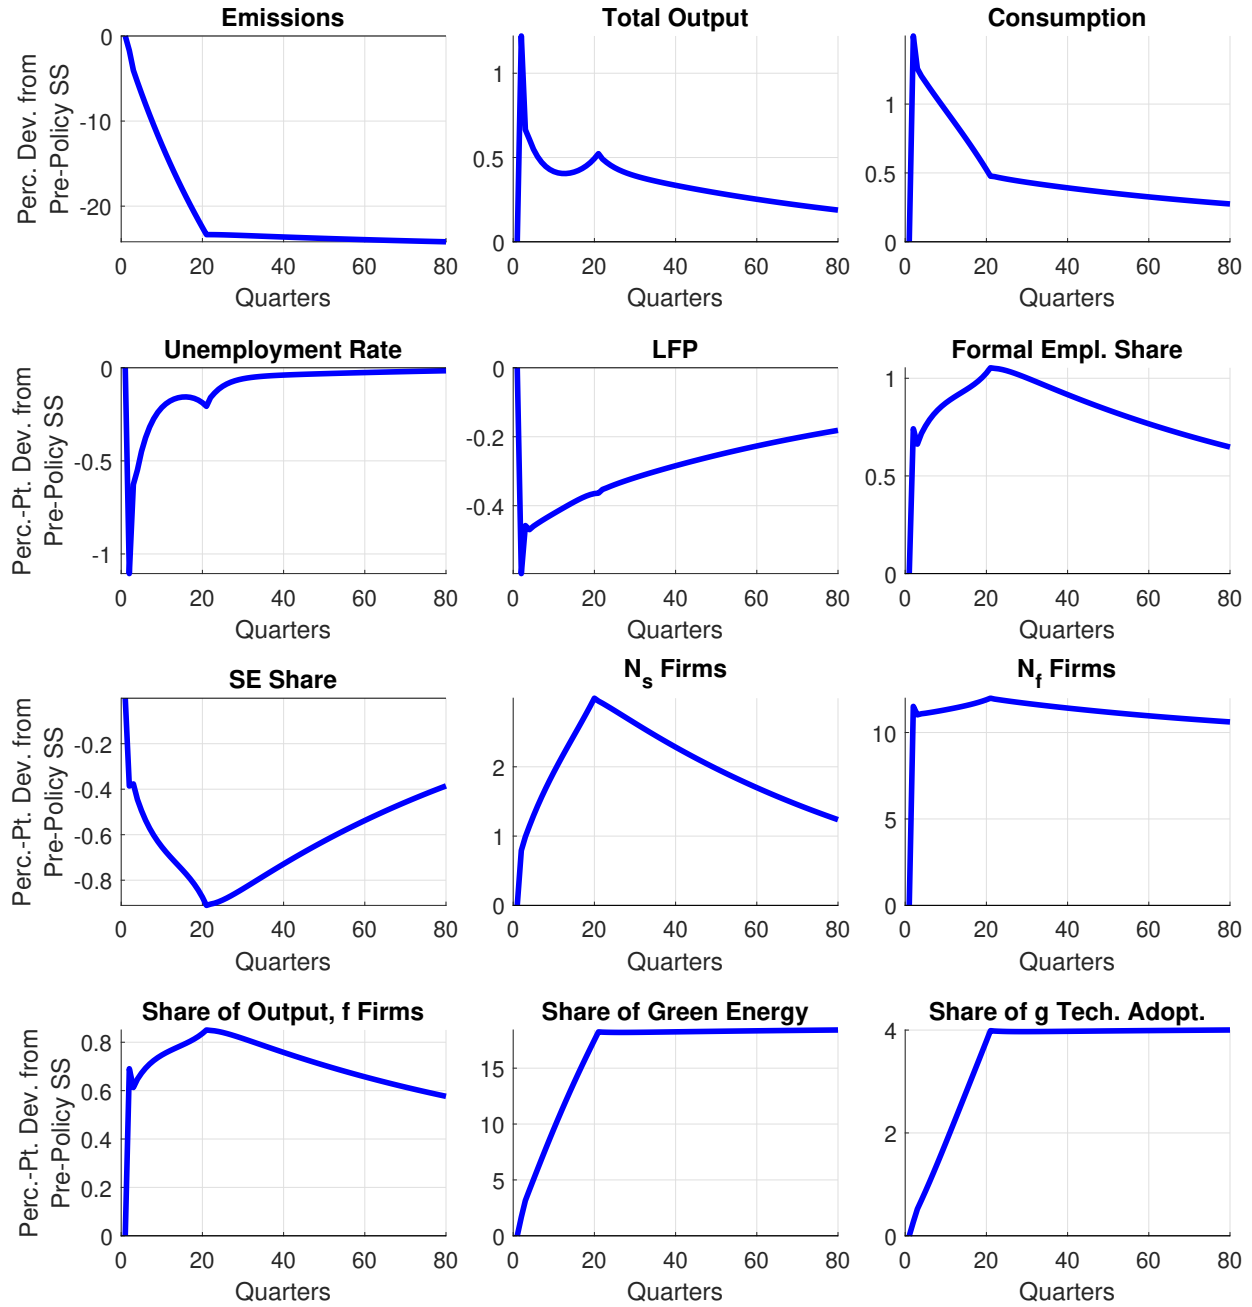 Emissions
Perc. Dev. from
Pre-Policy SS
0
-10
-20
0 20 40 60 80
Quarters
Total Output
1
0.5
0
0 20 40 60 80
Quarters
Consumption
1
0.5
0
0 20 40 60 80
Quarters
Unemployment Rate
Perc.-Pt. Dev. from
Pre-Policy SS
0
-0.5
-1
0 20 40 60 80
Quarters
LFP
0
-0.2
-0.4
0 20 40 60 80
Quarters
Formal Empl. Share
1
0.5
0
0 20 40 60 80
Quarters
SE Share
Perc.-Pt. Dev. from
Pre-Policy SS
-0.2
-0.4
-0.6
-0.8
0 20 40 60 80
Quarters
N_s Firms
2
1
0
0 20 40 60 80
Quarters
N_f Firms
10
5
0
0 20 40 60 80
Quarters
Share of Output, f Firms
Perc.-Pt. Dev. from
Pre-Policy SS
0.8
0.6
0.4
0.2
0
0 20 40 60 80
Quarters
Share of Green Energy
15
10
5
0
0 20 40 60 80
Quarters
Share of g Tech. Adopt.
4
2
0
0 20 40 60 80
Quarters